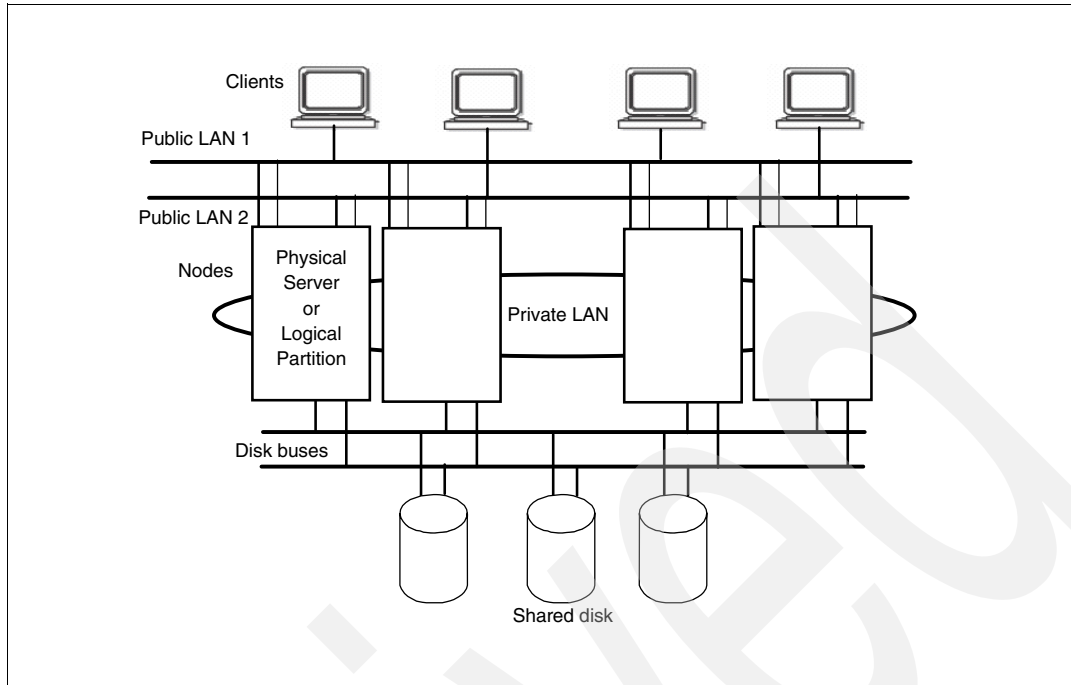 Clients
Public LAN 1
Public LAN 2
Nodes
Physical
Server
or
Logical
Partition
Private LAN
Disk buses
Shared disk